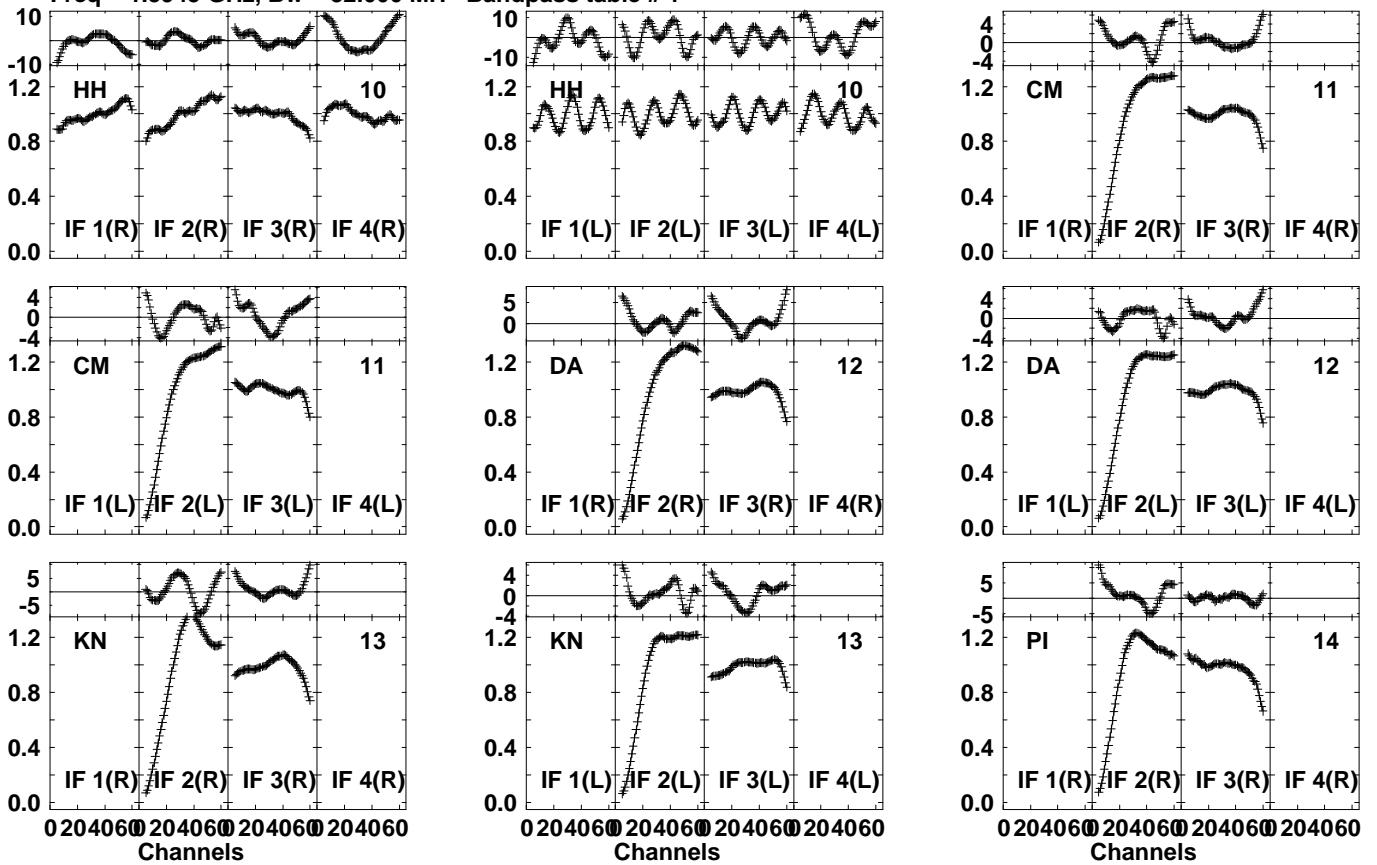 10 10 4
0 0 0
-10 -10 -4
1.2 HH 10 1.2 HH 10 1.2 CM 11
0.8 0.8 0.8
0.4 0.4 0.4
IF 1(R) IF 2(R) IF 3(R) IF 4(R) IF 1(L) IF 2(L) IF 3(L) IF 4(L) IF 1(R) IF 2(R) IF 3(R) IF 4(R)
0.0 0.0 0.0
4 5 4
0 0 0
-4 -4
1.2 CM 11 1.2 DA 12 1.2 DA 12
0.8 0.8 0.8
0.4 0.4 0.4
IF 1(L) IF 2(L) IF 3(L) IF 4(L) IF 1(R) IF 2(R) IF 3(R) IF 4(R) IF 1(L) IF 2(L) IF 3(L) IF 4(L)
0.0 0.0 0.0
5 4 5
-5 0 -5
-4
1.2 KN 13 1.2 KN 13 1.2 PI 14
0.8 0.8 0.8
0.4 0.4 0.4
IF 1(R) IF 2(R) IF 3(R) IF 4(R) IF 1(L) IF 2(L) IF 3(L) IF 4(L) IF 1(R) IF 2(R) IF 3(R) IF 4(R)
0.0 0.0 0.0
0 204060 0 204060 0 204060 0 204060 0 204060 0 204060 0 204060 0 204060 0 204060 0 204060 0 204060 0 204060
Channels Channels Channels